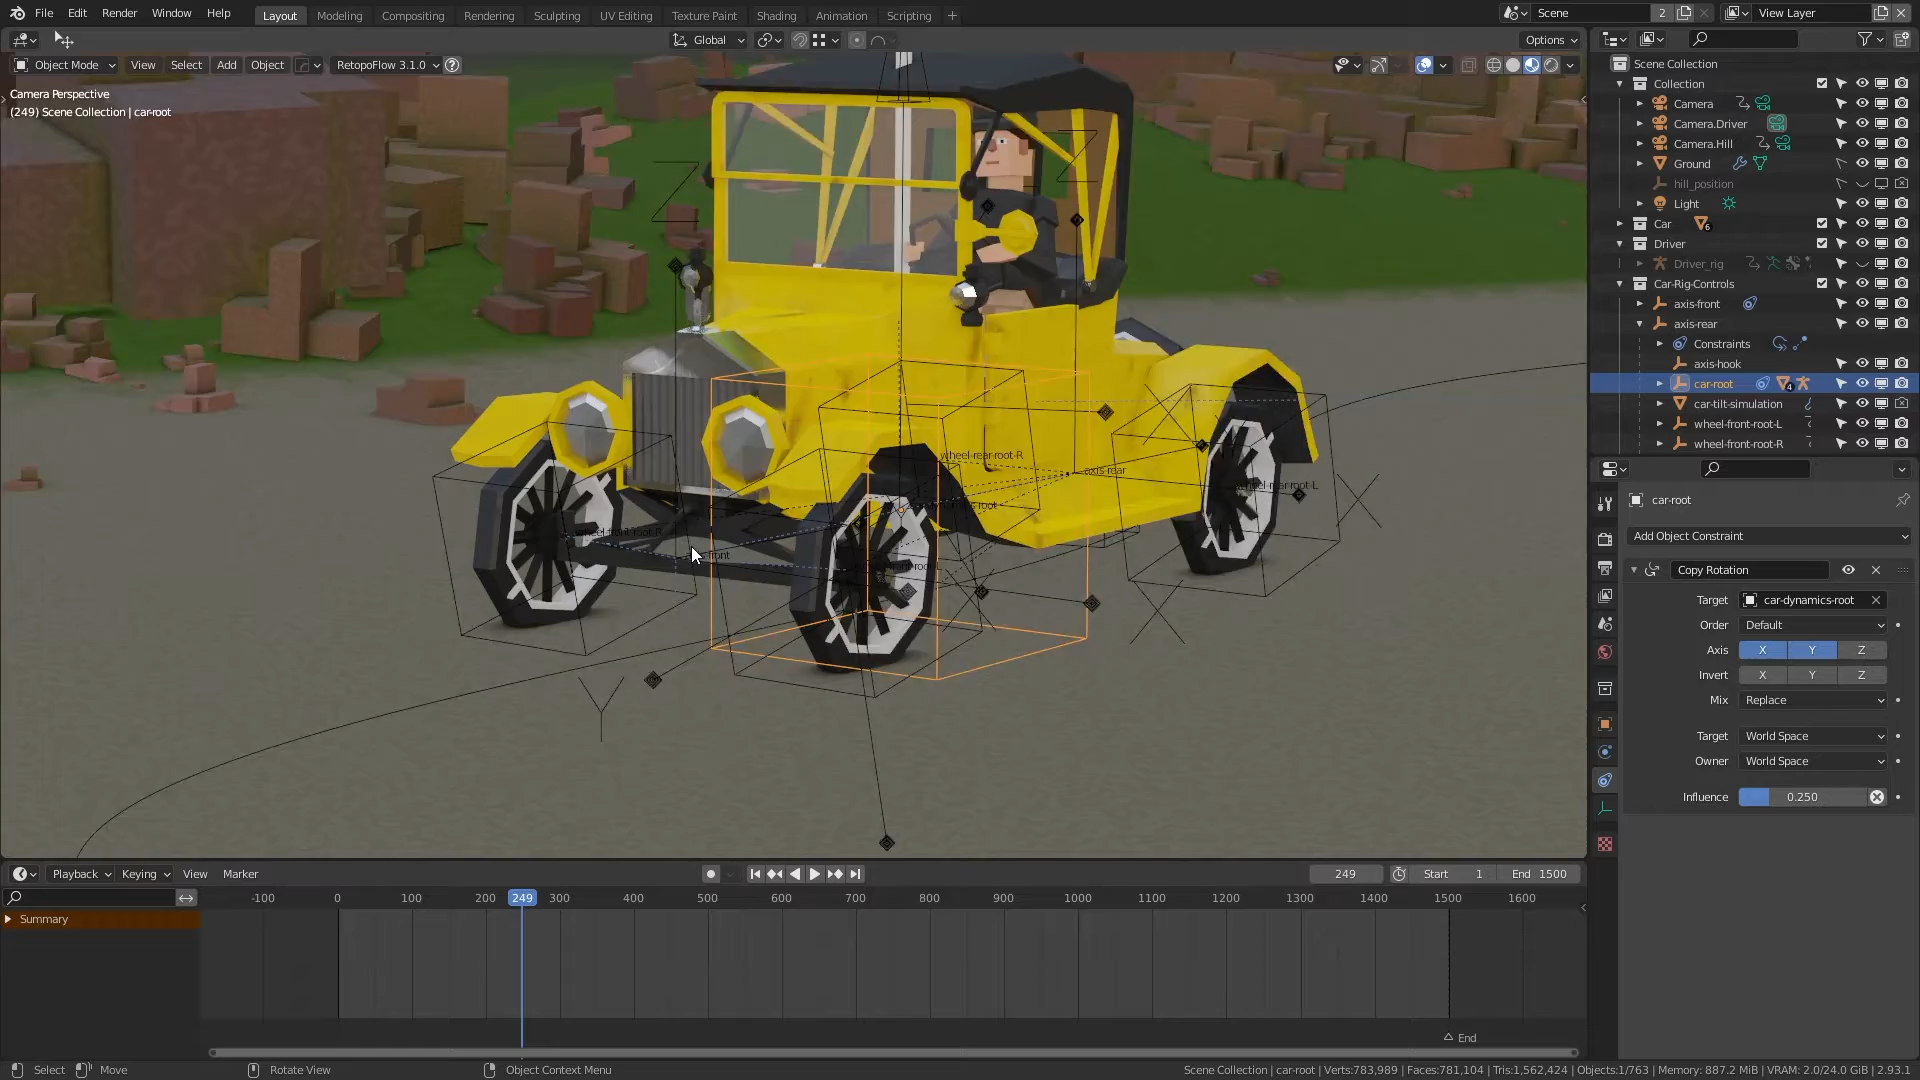 File Edit Render Window Help Layout Modeling Compositing Rendering Sculpting UV Editing Texture Paint Shading Animation Scripting + Scene 2 View Layer
Global Options
Object Mode View Select Add Object RetopoFlow 3.1.0
Camera Perspective
(249) Scene Collection | car-root
wheel-rear-root-R
axis-rear
wheel-rear-root-L
wheel-front-root-R
Scene Collection
Collection
Camera
Camera.Driver
Camera.Hill
Ground
hill_position
Light
Car 6
Driver
Driver_rig
Car-Rig-Controls
axis-front
axis-rear
Constraints
axis-hook
car-root 4
car-tilt-simulation
wheel-front-root-L
wheel-front-root-R
car-root
Add Object Constraint
Copy Rotation
Target car-dynamics-root
Order Default
Axis X Y Z
Invert X Y Z
Mix Replace
Target World Space
Owner World Space
Influence 0.250
Playback Keying View Marker 249 Start 1 End 1500
-100 0 100 200 249 300 400 500 600 700 800 900 1000 1100 1200 1300 1400 1500 1600
Summary
End
Select Move Rotate View Object Context Menu Scene Collection | car-root | Verts:783,989 | Faces:781,104 | Tris:1,562,424 | Objects:1/763 | Memory: 887.2 MiB | VRAM: 2.0/24.0 GiB | 2.93.1